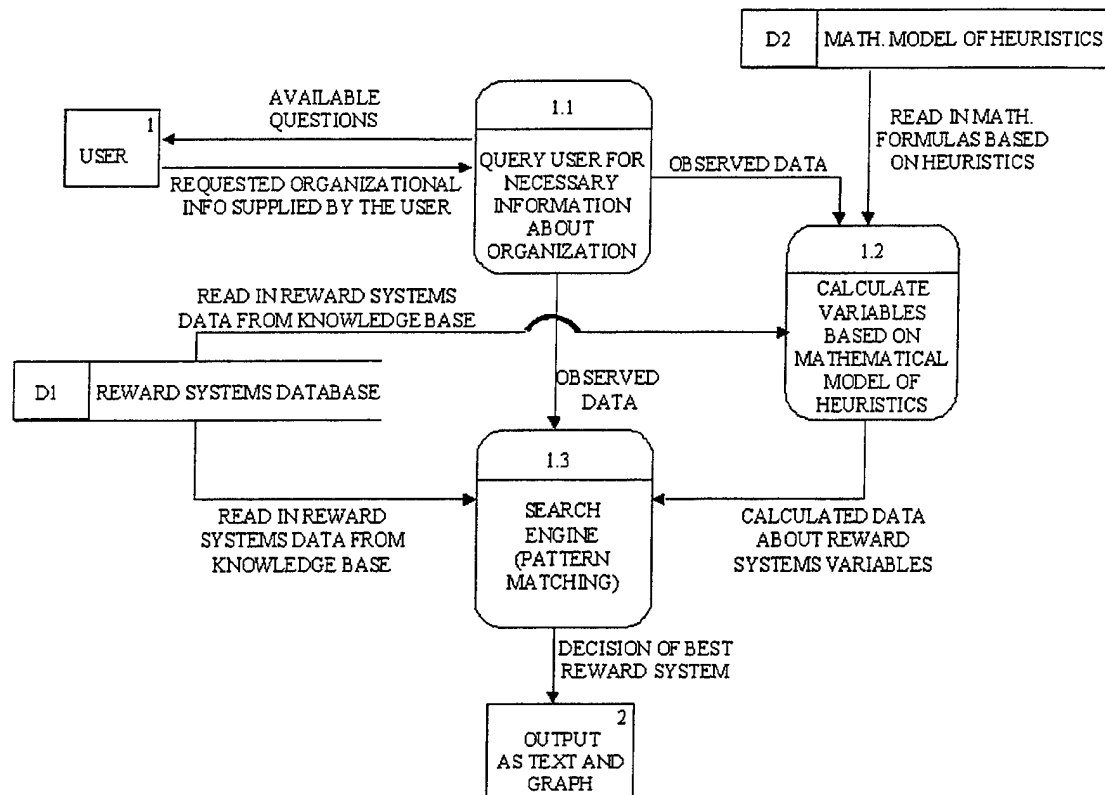 D2
MATH. MODEL OF HEURISTICS
AVAILABLE
QUESTIONS
1
USER
REQUESTED ORGANIZATIONAL
INFO SUPPLIED BY THE USER
1.1
QUERY USER FOR
NECESSARY
INFORMATION
ABOUT
ORGANIZATION
OBSERVED DATA
READ IN MATH.
FORMULAS BASED
ON HEURISTICS
1.2
CALCULATE
VARIABLES
BASED ON
MATHEMATICAL
MODEL OF
HEURISTICS
READ IN REWARD SYSTEMS
DATA FROM KNOWLEDGE BASE
D1
REWARD SYSTEMS DATABASE
OBSERVED
DATA
1.3
SEARCH
ENGINE
(PATTERN
MATCHING)
READ IN REWARD
SYSTEMS DATA FROM
KNOWLEDGE BASE
CALCULATED DATA
ABOUT REWARD
SYSTEMS VARIABLES
DECISION OF BEST
REWARD SYSTEM
2
OUTPUT
AS TEXT AND
GRAPH